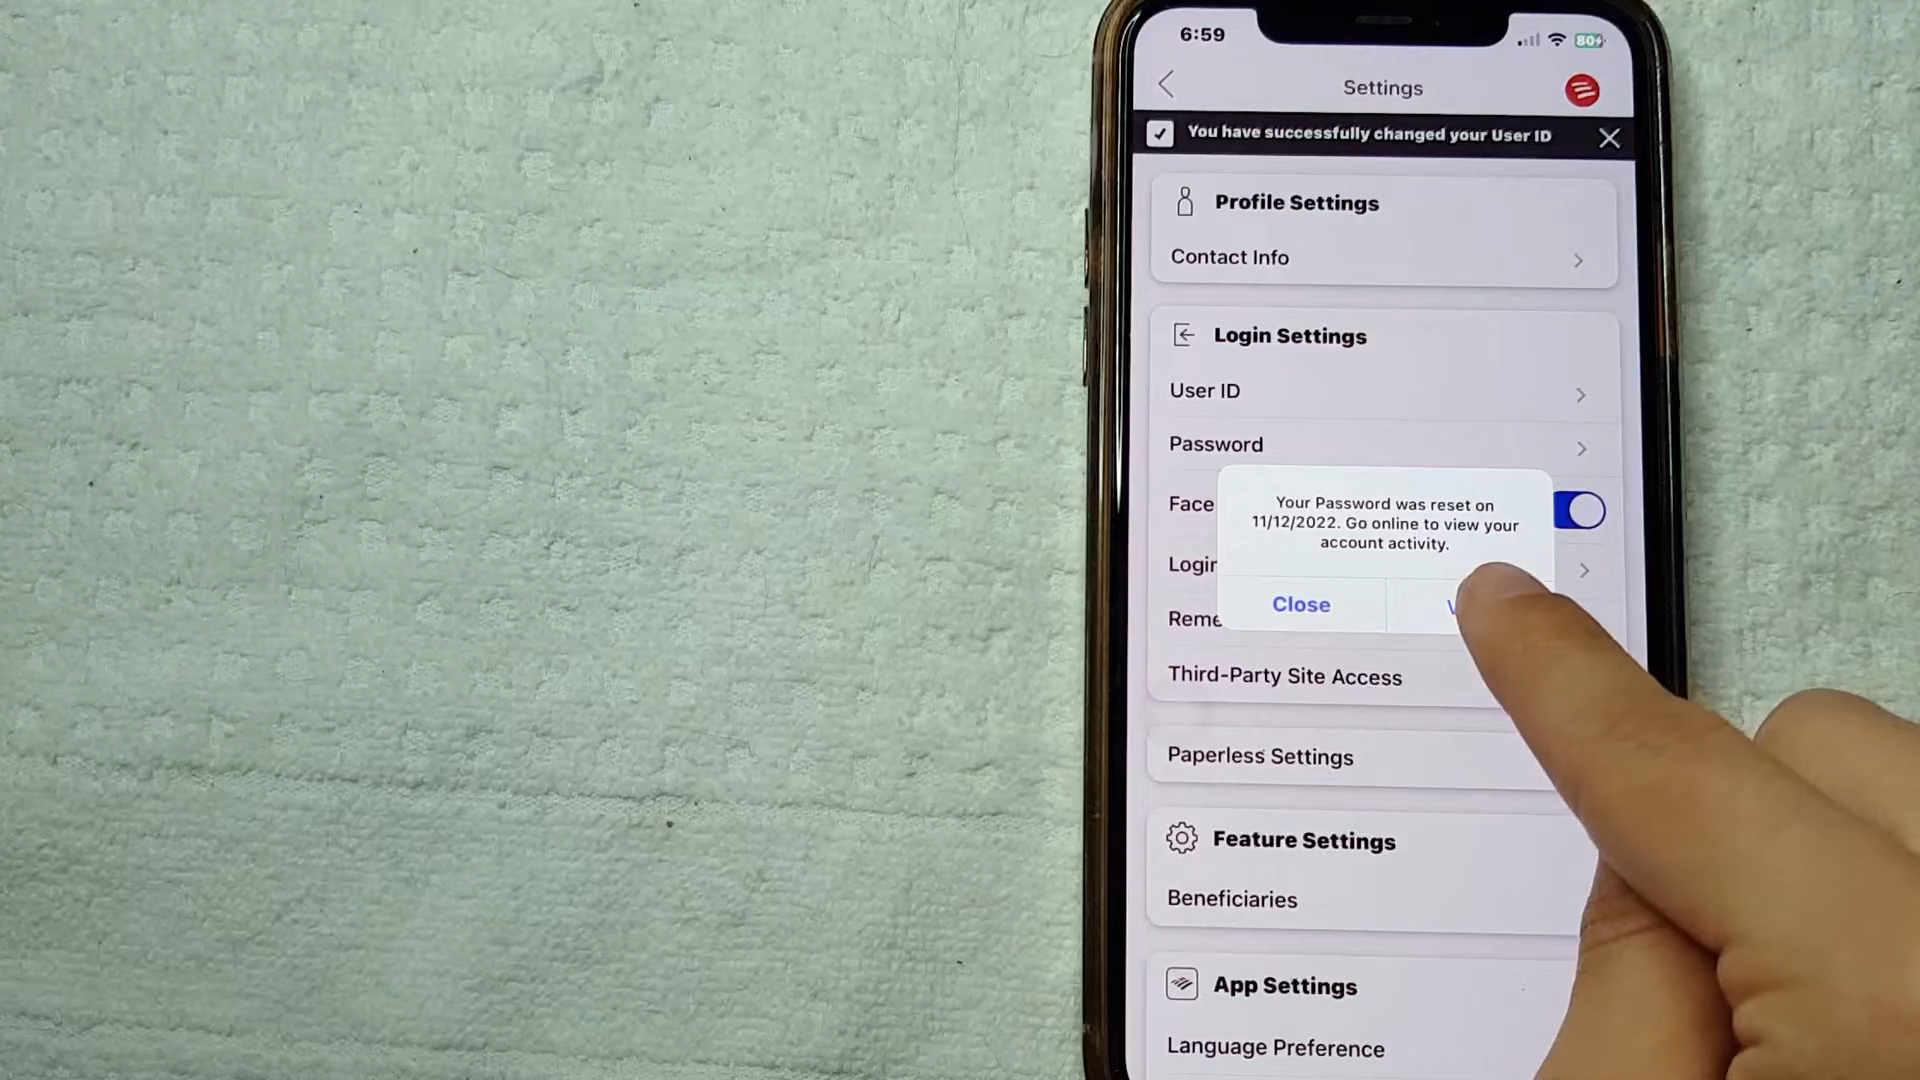 6:59
80
Settings
You have successfully changed your User ID
Profile Settings
Contact Info
Login Settings
User ID
Password
Face
Your Password was reset on
11/12/2022. Go online to view your
account activity.
Close
Third-Party Site Access
Paperless Settings
Feature Settings
Beneficiaries
App Settings
Language Preference